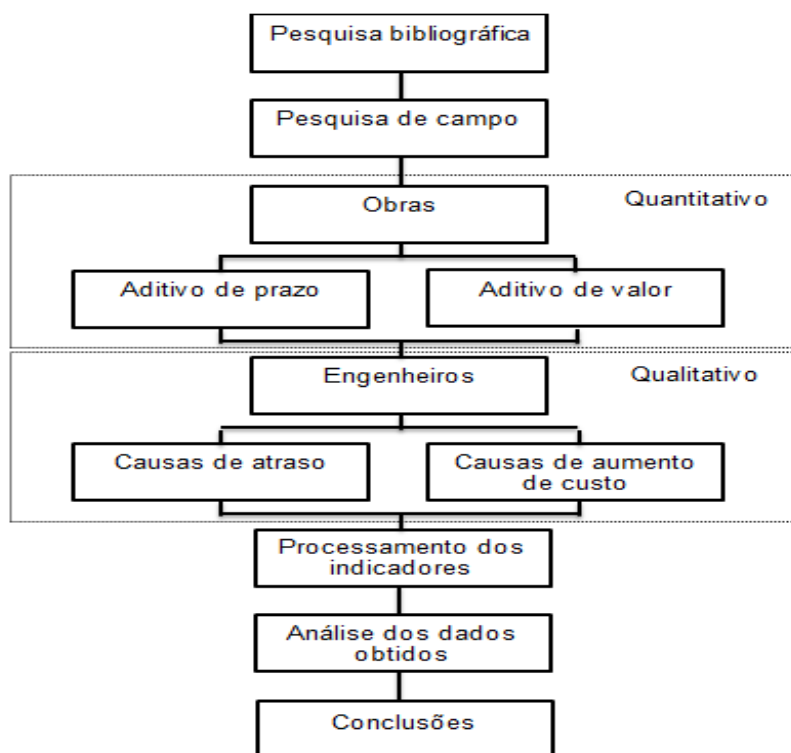 Pesquisa bibliográfica
Pesquisa de campo
Obras
Quantitativo
Aditivo de prazo
Aditivo de valor
Engenheiros
Qualitativo
Causas de atraso
Causas de aumento
de custo
Processamento dos
indicadores
Análise dos dados
obtidos
Conclusões